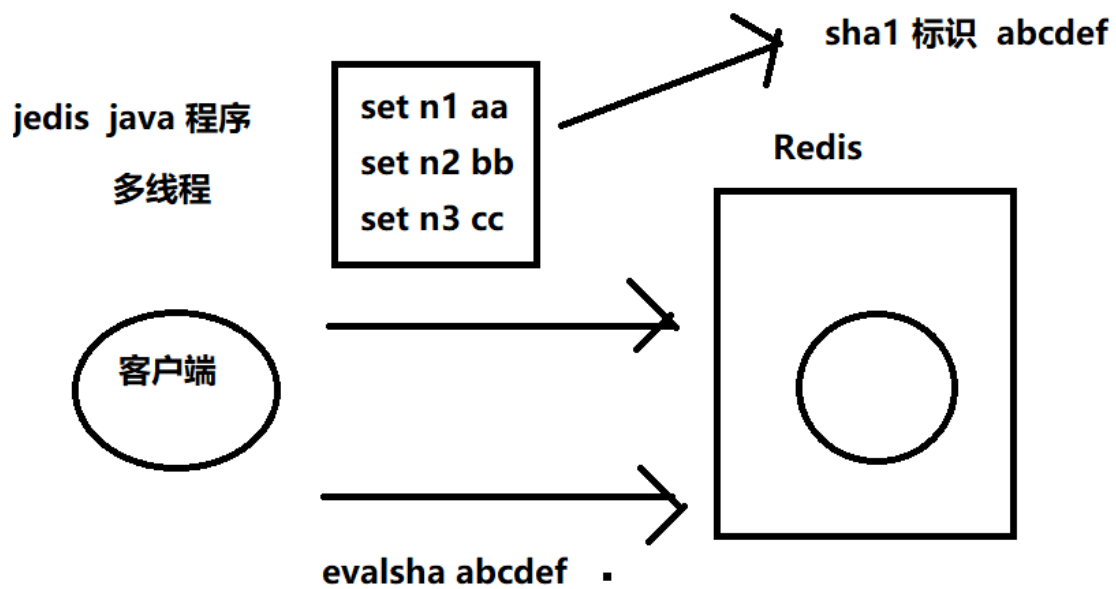 sha1 标识 abcdef
jedis java 程序
多线程
set n1 aa
set n2 bb
set n3 cc
Redis
客户端
evalsha abcdef .